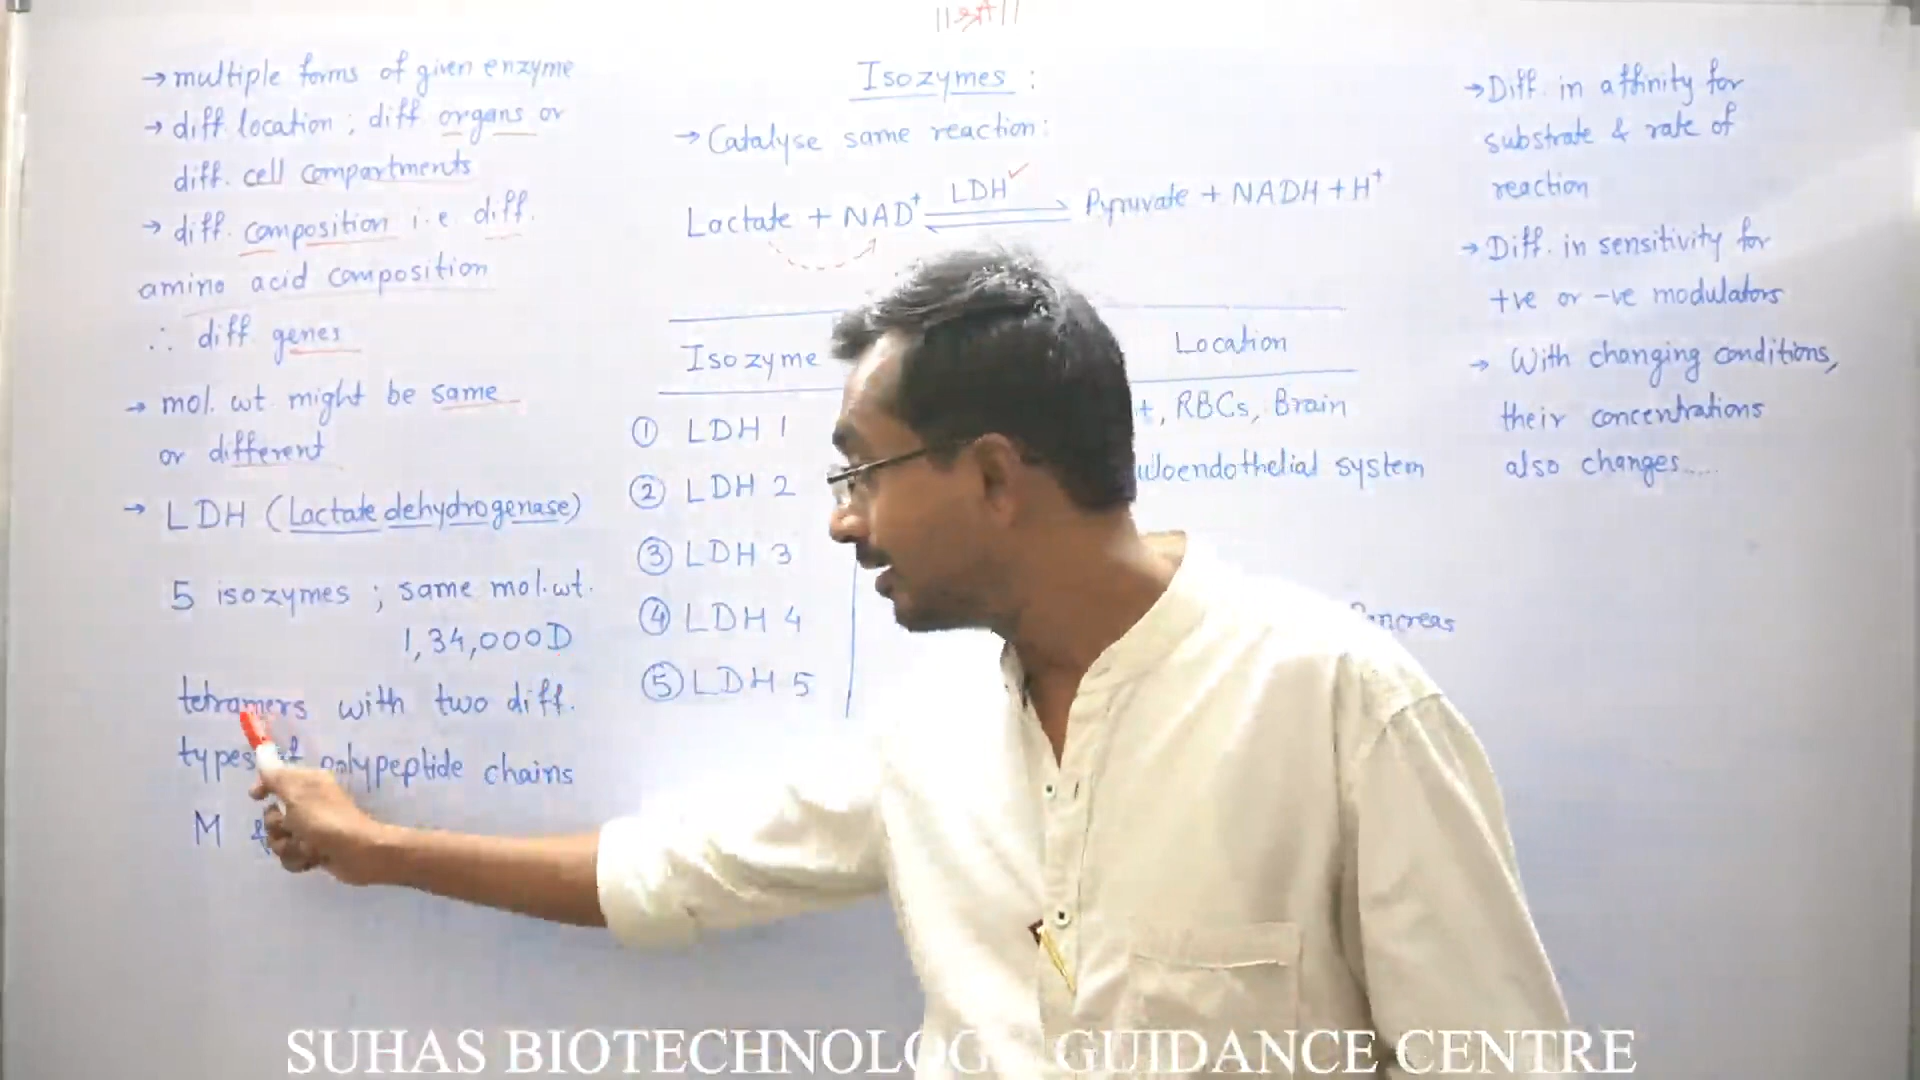 ||श्री||
→ multiple forms of given enzyme
→ diff location ; diff organs or
diff. cell compartments
→ diff. composition i.e. diff.
amino acid composition
∴ diff genes
→ mol. wt. might be same
or different
→ LDH (Lactate dehydrogenase)
5 isozymes ; same mol.wt.
1,34,000D
tetramers with two diff.
types polypeptide chains
M &
Isozymes :
→ Catalyse same reaction:
Lactate + NAD⁺ LDH ✓ ⇌ Pyruvate + NADH + H⁺
Isozyme Location
① LDH 1 RBCs, Brain
② LDH 2 system
③ LDH 3
④ LDH 4
⑤ LDH 5
→ Diff. in affinity for
substrate & rate of
reaction
→ Diff. in sensitivity for
+ve or -ve modulators
→ With changing conditions,
their concentrations
also changes.....
SUHAS BIOTECHNOLOGY GUIDANCE CENTRE